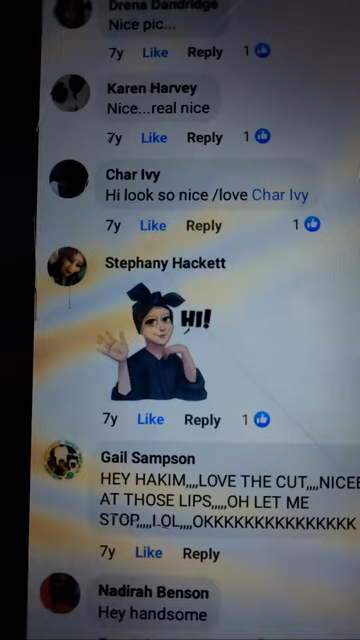 Drena Dandridge
Nice pic...
7y Like Reply 1
Karen Harvey
Nice...real nice
7y Like Reply 1
Char Ivy
Hi look so nice /love Char Ivy
7y Like Reply 1
Stephany Hackett
HI!
7y Like Reply 1
Gail Sampson
HEY HAKIM,,,,LOVE THE CUT,,,,NICEE
AT THOSE LIPS,,,,,OH LET ME
STOP,,,,,LOL,,,,OKKKKKKKKKKKKKKKK
7y Like Reply
Nadirah Benson
Hey handsome